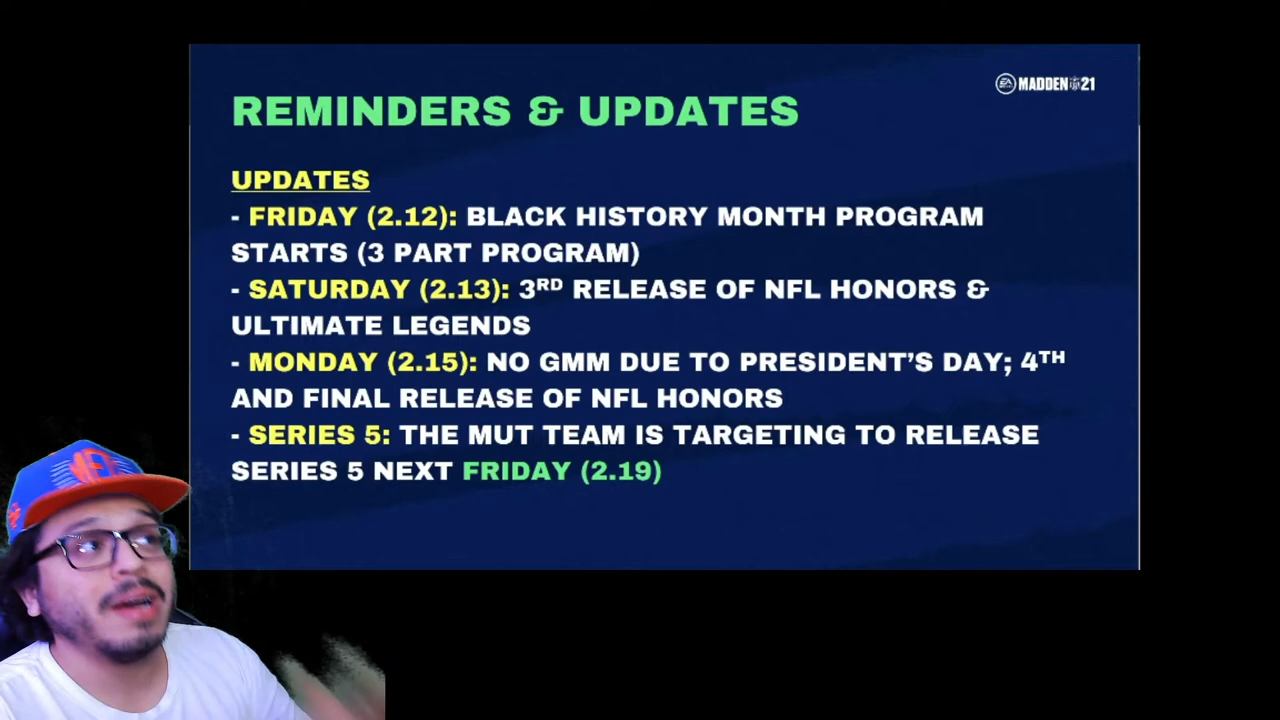 EA MADDEN NFL 21
REMINDERS & UPDATES
UPDATES
- FRIDAY (2.12): BLACK HISTORY MONTH PROGRAM
STARTS (3 PART PROGRAM)
- SATURDAY (2.13): 3RD RELEASE OF NFL HONORS &
ULTIMATE LEGENDS
- MONDAY (2.15): NO GMM DUE TO PRESIDENT'S DAY; 4TH
AND FINAL RELEASE OF NFL HONORS
- SERIES 5: THE MUT TEAM IS TARGETING TO RELEASE
SERIES 5 NEXT FRIDAY (2.19)